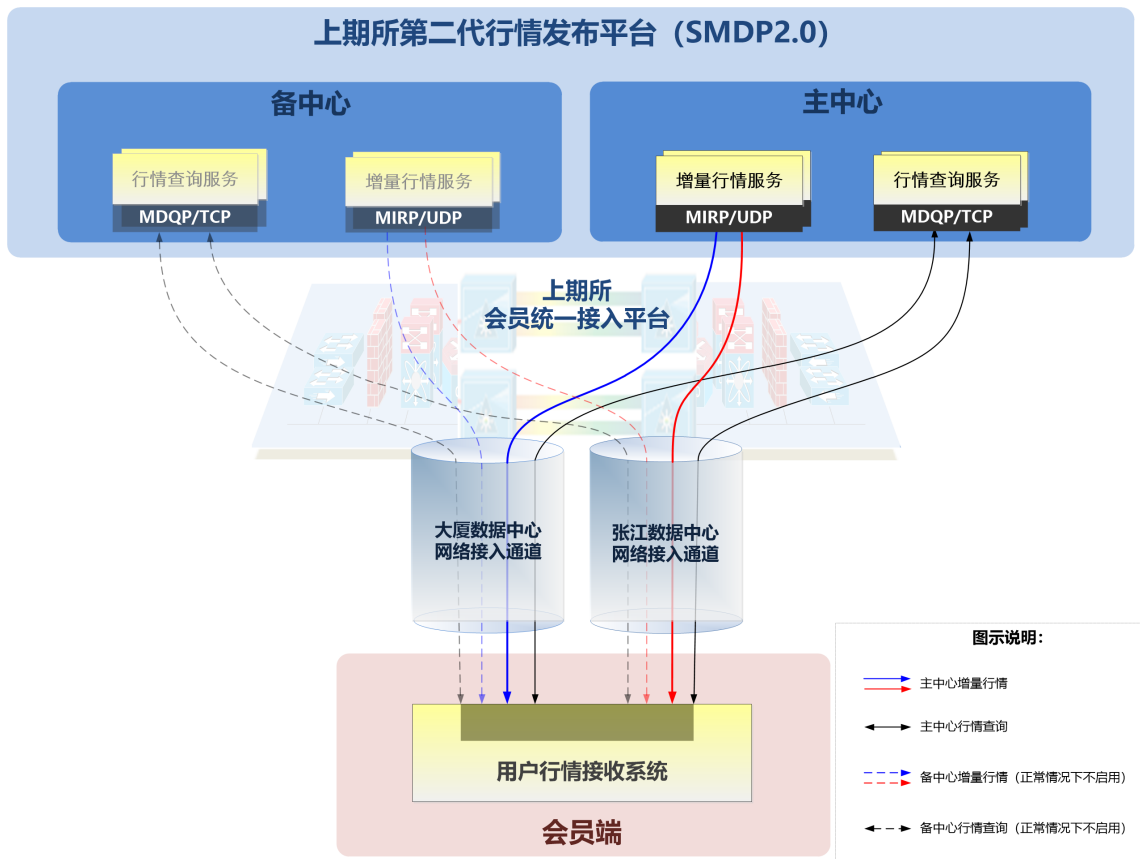 上期所第二代行情发布平台（SMDP2.0）
备中心
主中心
行情查询服务
MDQP/TCP
增量行情服务
MIRP/UDP
增量行情服务
MIRP/UDP
行情查询服务
MDQP/TCP
上期所
会员统一接入平台
大厦数据中心
网络接入通道
张江数据中心
网络接入通道
用户行情接收系统
会员端
图示说明：
主中心增量行情
主中心行情查询
备中心增量行情（正常情况下不启用）
备中心行情查询（正常情况下不启用）